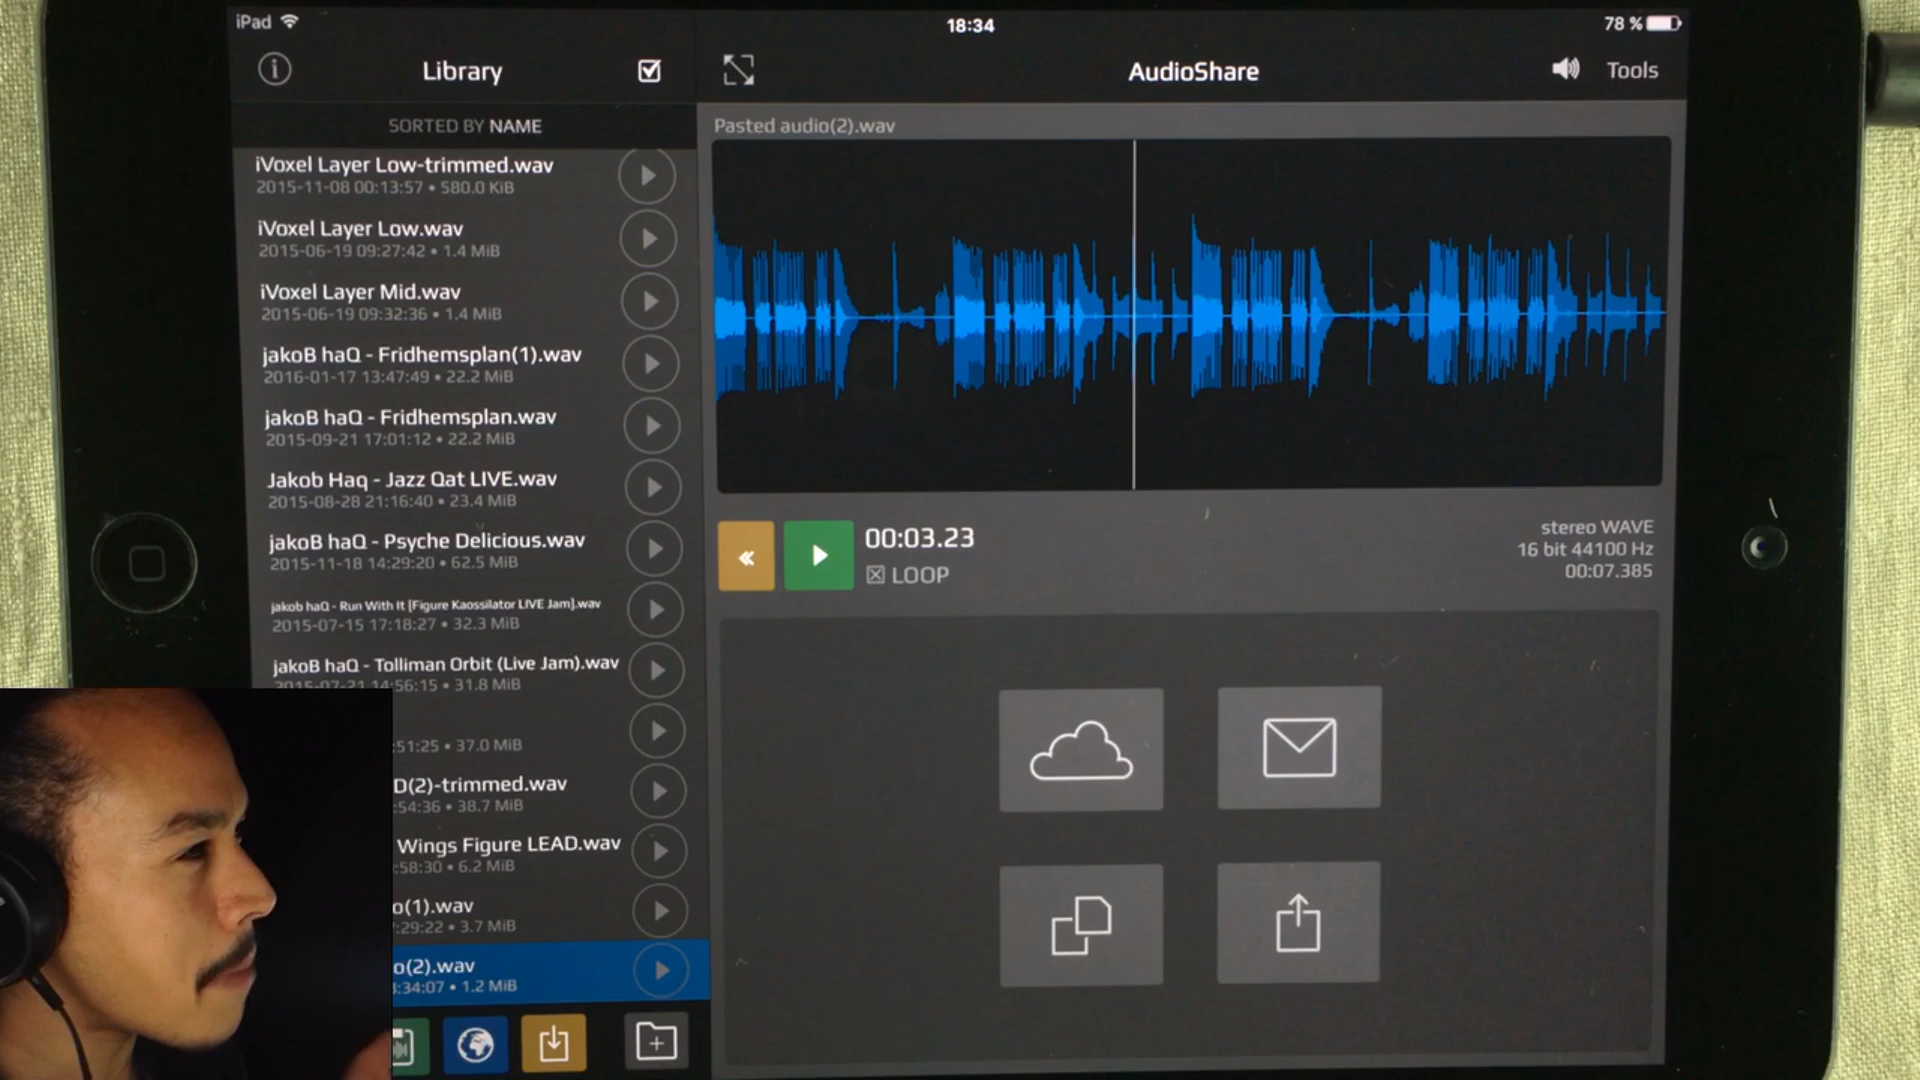 iPad
18:34
78 %
Library
AudioShare
Tools
SORTED BY NAME
iVoxel Layer Low-trimmed.wav
2015-11-08 00:13:57 • 580.0 KiB
iVoxel Layer Low.wav
2015-06-19 09:27:42 • 1.4 MiB
iVoxel Layer Mid.wav
2015-06-19 09:32:36 • 1.4 MiB
jakoB haQ - Fridhemsplan(1).wav
2016-01-17 13:47:49 • 22.2 MiB
jakoB haQ - Fridhemsplan.wav
2015-09-21 17:01:12 • 22.2 MiB
Jakob Haq - Jazz Qat LIVE.wav
2015-08-28 21:16:40 • 23.4 MiB
jakoB haQ - Psyche Delicious.wav
2015-11-18 14:29:20 • 62.5 MiB
jakob haQ - Run With It [Figure Kaossilator LIVE Jam].wav
2015-07-15 17:18:27 • 32.3 MiB
jakoB haQ - Tolliman Orbit (Live Jam).wav
2015-07-21 14:56:15 • 31.8 MiB
:51:25 • 37.0 MiB
D(2)-trimmed.wav
:54:36 • 38.7 MiB
Wings Figure LEAD.wav
:58:30 • 6.2 MiB
o(1).wav
:29:22 • 3.7 MiB
o(2).wav
:34:07 • 1.2 MiB
Pasted audio(2).wav
00:03.23
LOOP
stereo WAVE
16 bit 44100 Hz
00:07.385